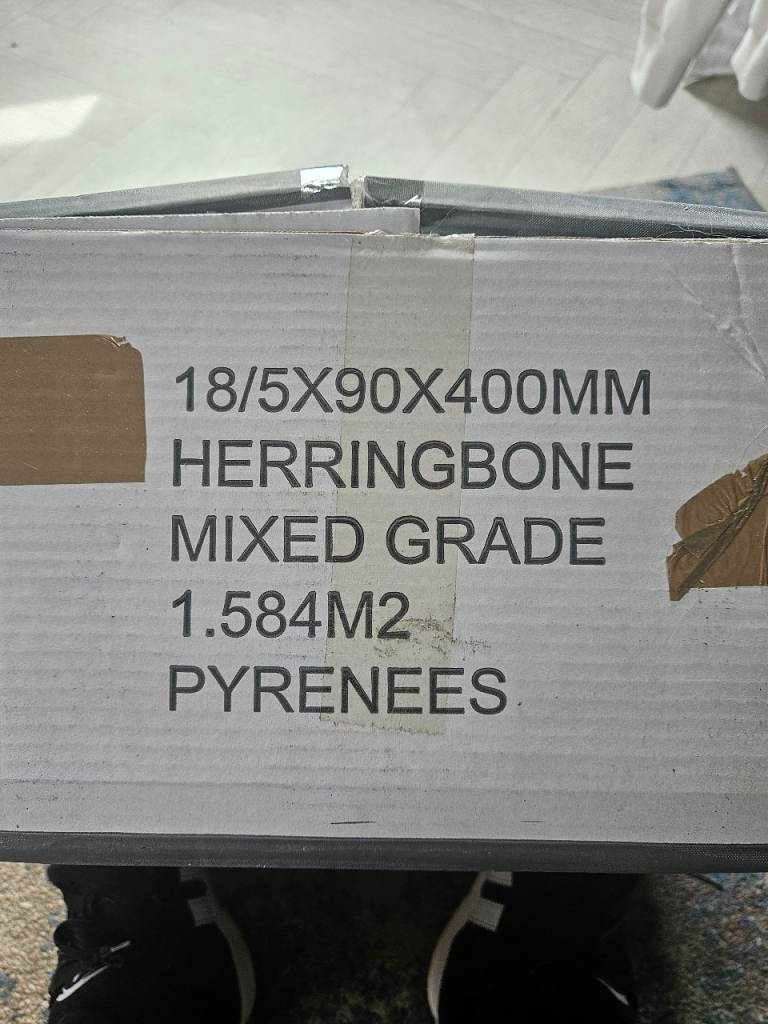 18/5X90X400MM
HERRINGBONE
MIXED GRADE
1.584M2
PYRENEES